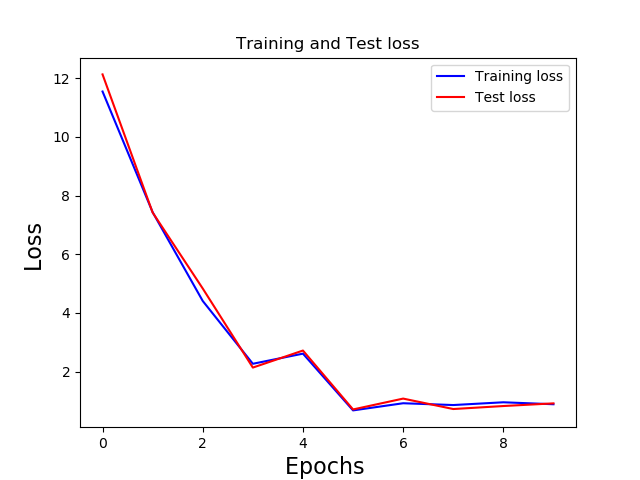 Training and Test loss
Training loss
Test loss
12
10
8
6
4
2
Loss
0 2 4 6 8
Epochs